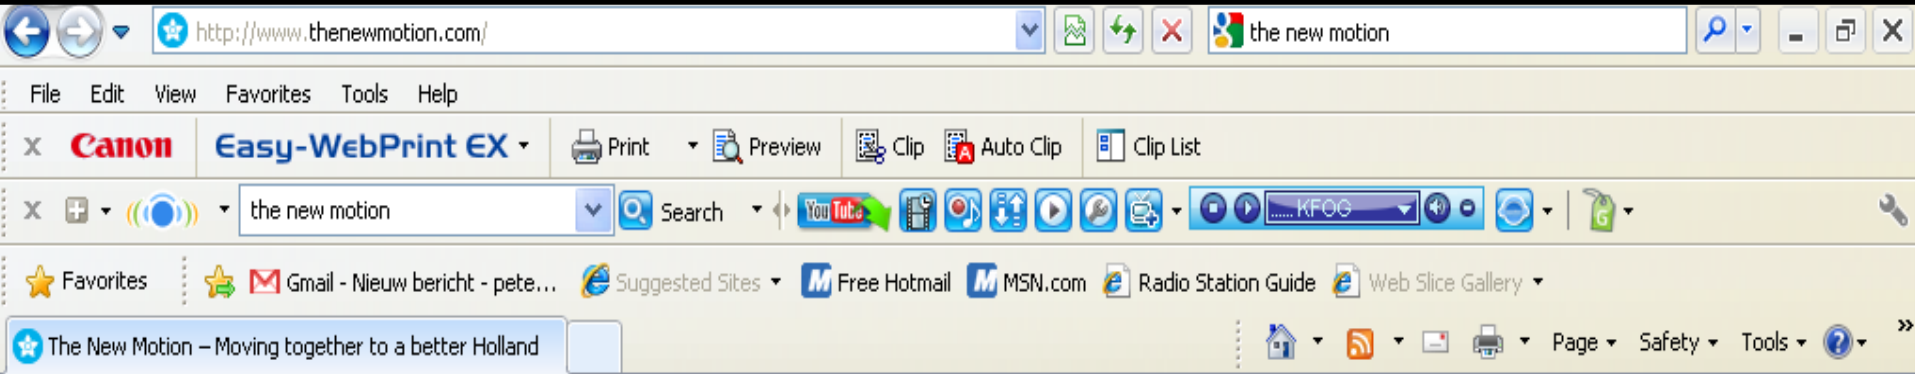 http://www.thenewmotion.com/ the new motion
File Edit View Favorites Tools Help
x Canon Easy-WebPrint EX Print Preview Clip Auto Clip Clip List
x the new motion Search You Tube ......KFOG G
Favorites Gmail - Nieuw bericht - pete... Suggested Sites Free Hotmail MSN.com Radio Station Guide Web Slice Gallery
The New Motion – Moving together to a better Holland Page Safety Tools »